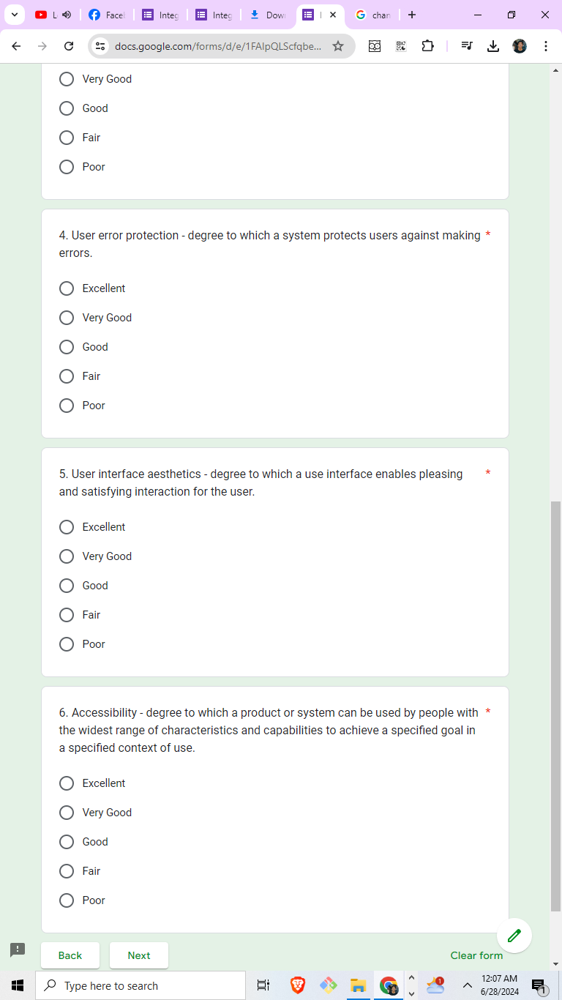 L
Face
Integ
Integ
Dow
chan
docs.google.com/forms/d/e/1FAIpQLScfqbe...
Very Good
Good
Fair
Poor
4. User error protection - degree to which a system protects users against making *
errors.
Excellent
Very Good
Good
Fair
Poor
5. User interface aesthetics - degree to which a use interface enables pleasing *
and satisfying interaction for the user.
Excellent
Very Good
Good
Fair
Poor
6. Accessibility - degree to which a product or system can be used by people with *
the widest range of characteristics and capabilities to achieve a specified goal in
a specified context of use.
Excellent
Very Good
Good
Fair
Poor
Back
Next
Clear form
Type here to search
1
12:07 AM
6/28/2024
1